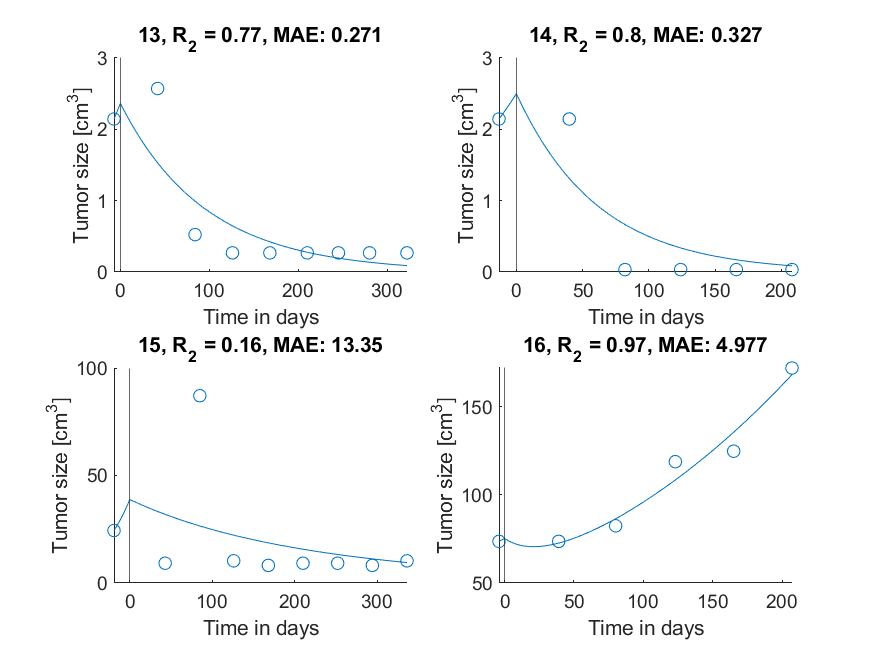 13, R2 = 0.77, MAE: 0.271
3
2
1
0
Tumor size [cm3]
0 100 200 300
Time in days
14, R2 = 0.8, MAE: 0.327
3
2
1
0
Tumor size [cm3]
0 50 100 150 200
Time in days
15, R2 = 0.16, MAE: 13.35
100
50
0
Tumor size [cm3]
0 100 200 300
Time in days
16, R2 = 0.97, MAE: 4.977
150
100
50
Tumor size [cm3]
0 50 100 150 200
Time in days